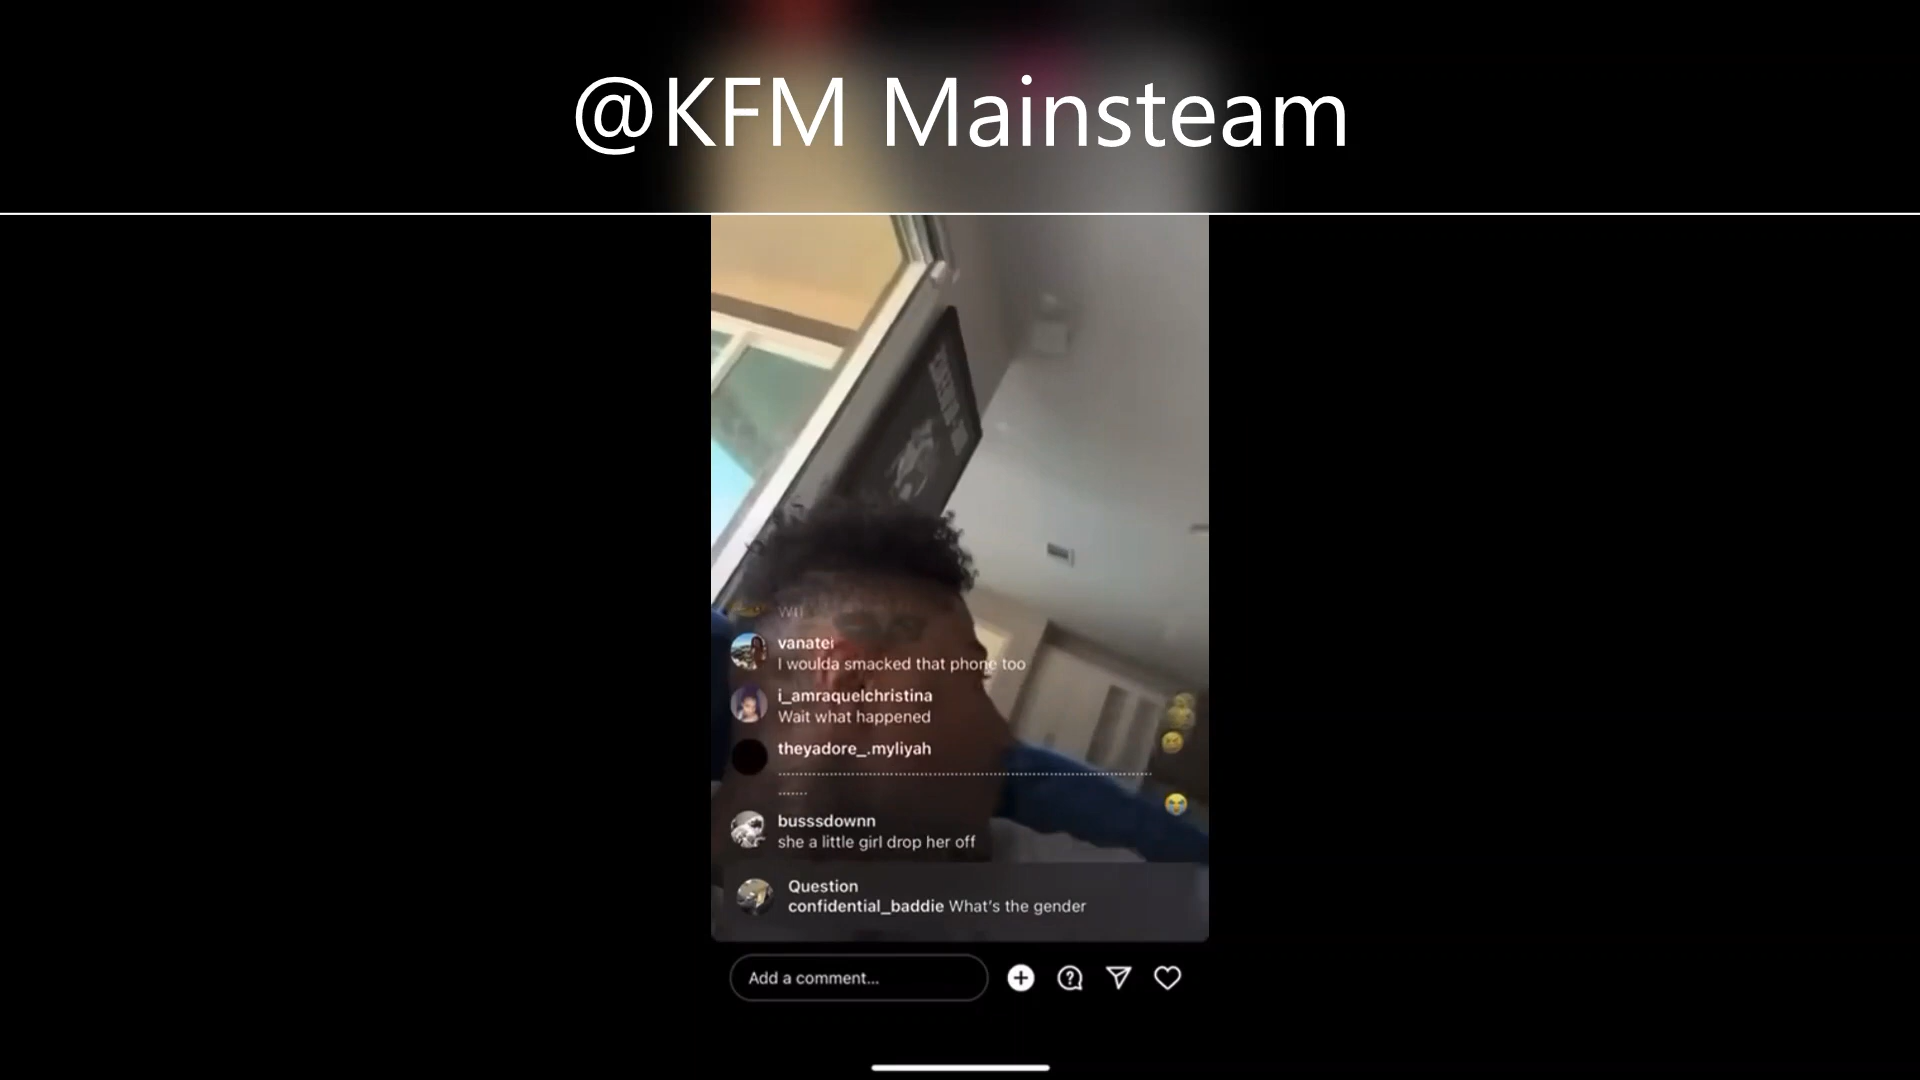 @KFM Mainsteam
vanatei
I woulda smacked that phone too
i_amraquelchristina
Wait what happened
theyadore_.myliyah
busssdownn
she a little girl drop her off
Question
confidential_baddie What's the gender
Add a comment...